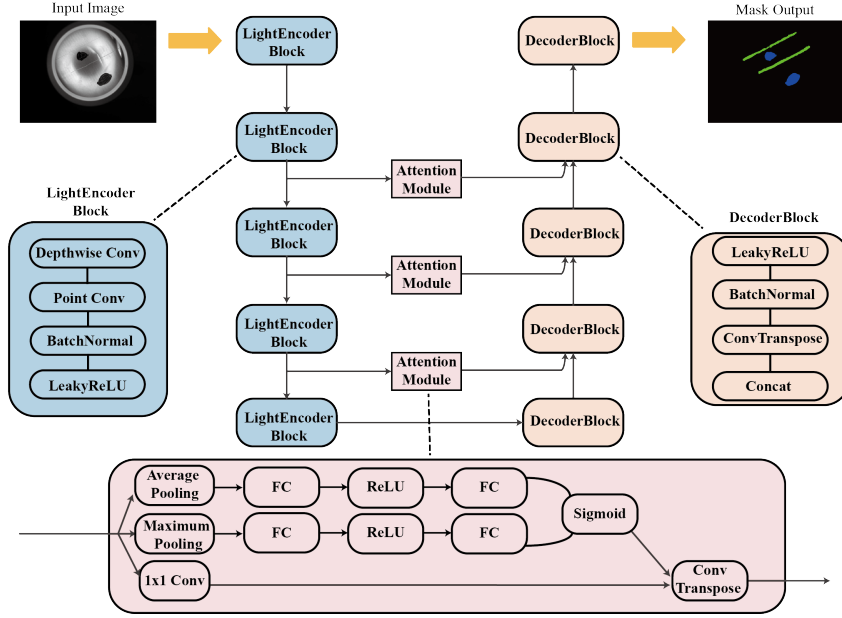 Input Image
Mask Output
LightEncoder
Block
DecoderBlock
LightEncoder
Block
DecoderBlock
Attention
Module
LightEncoder
Block
DecoderBlock
Attention
Module
LightEncoder
Block
DecoderBlock
Attention
Module
LightEncoder
Block
DecoderBlock
LightEncoder
Block
Depthwise Conv
Point Conv
BatchNormal
LeakyReLU
DecoderBlock
LeakyReLU
BatchNormal
ConvTranspose
Concat
Average
Pooling
FC
ReLU
FC
Maximum
Pooling
FC
ReLU
FC
Sigmoid
1x1 Conv
Conv
Transpose